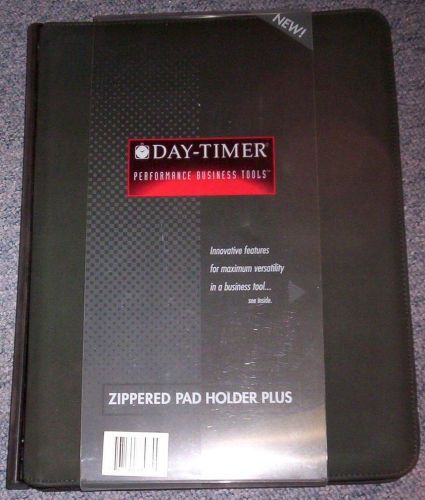 NEW!
DAY-TIMER®
PERFORMANCE BUSINESS TOOLS™
Innovative features
for maximum versatility
in a business tool...
see inside.
ZIPPERED PAD HOLDER PLUS